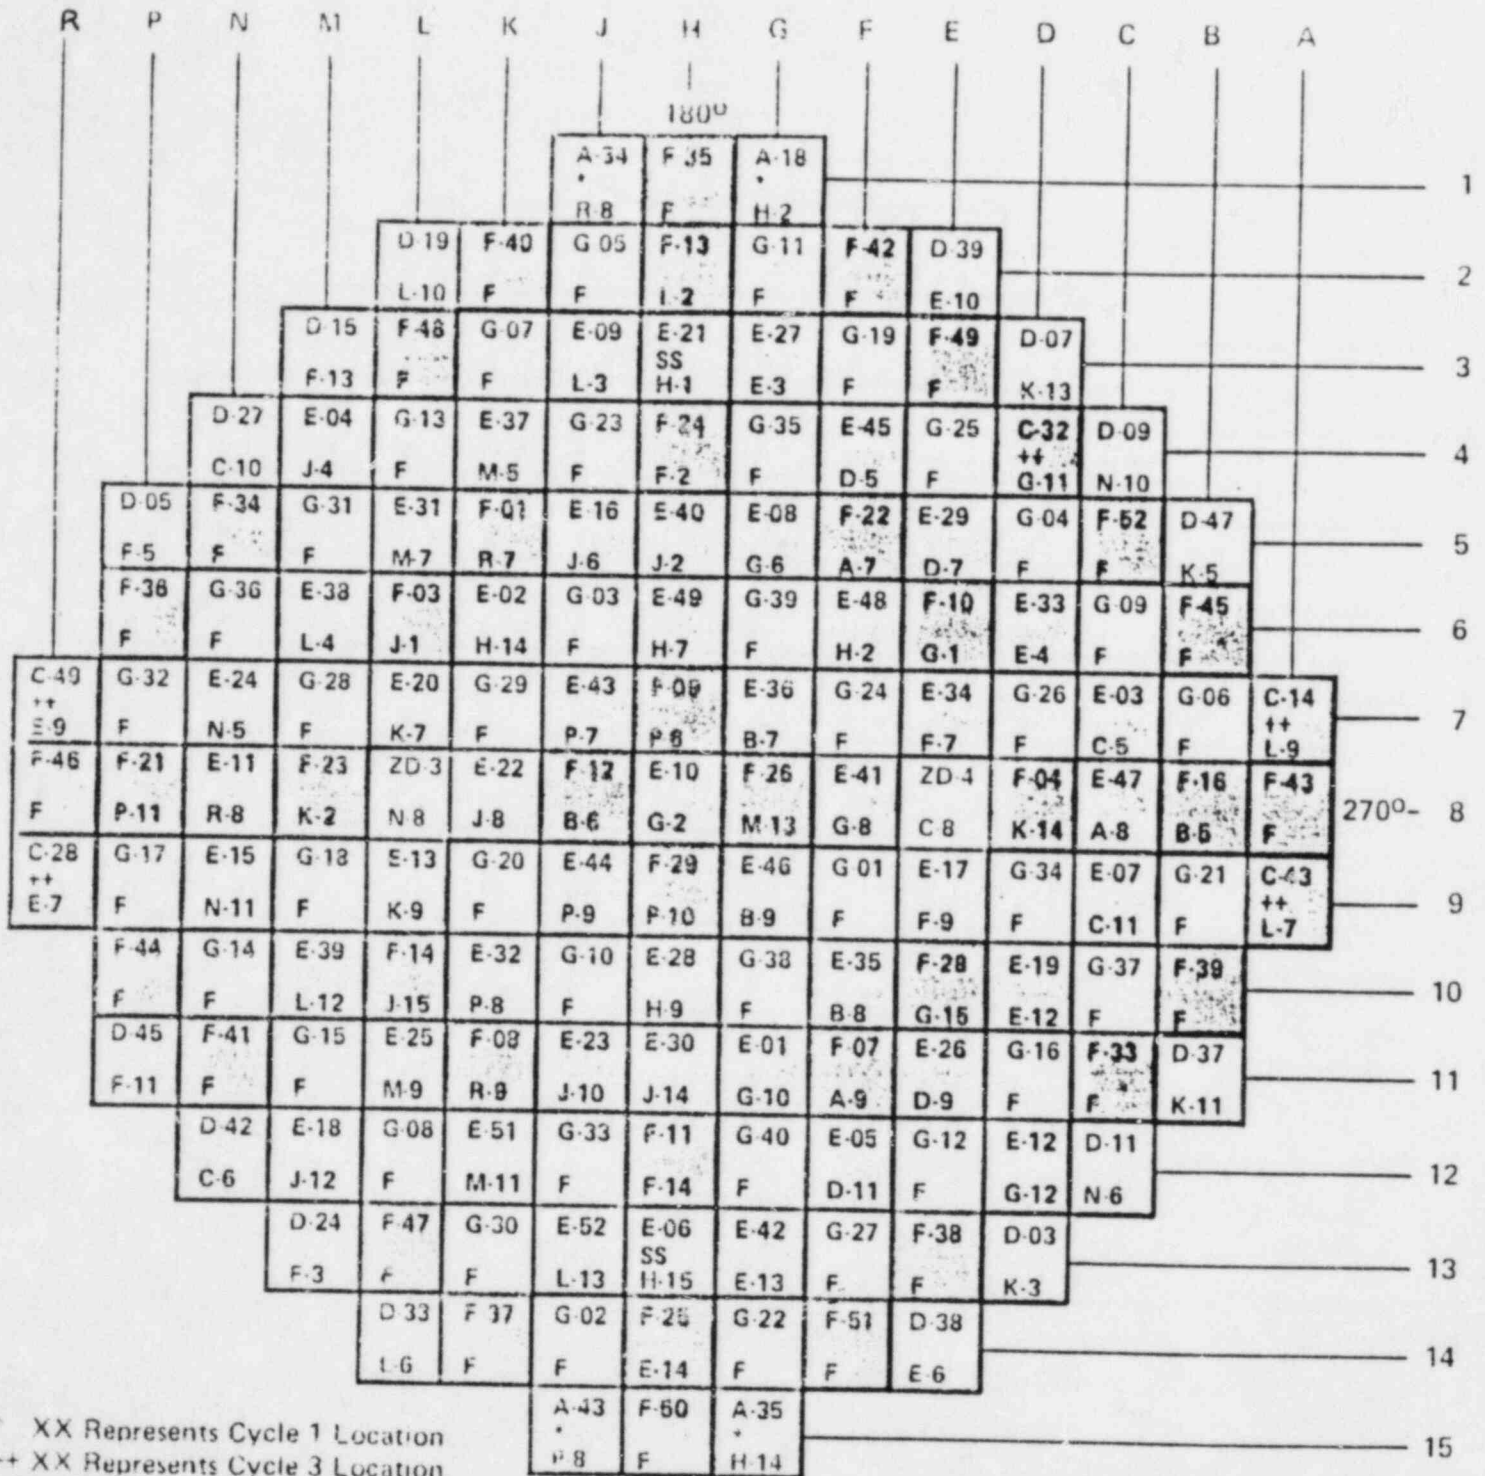 R P N M L K J H G F E D C B A
180º
A-34 F-35 A-18
* *
R-8 F H-2
1
D-19 F-40 G-05 F-13 G-11 F-42 D-39
L-10 F F L-2 F F E-10
2
D-15 F-48 G-07 E-09 E-21 E-27 G-19 F-49 D-07
SS
F-13 F F L-3 H-1 E-3 F F K-13
3
D-27 E-04 G-13 E-37 G-23 F-24 G-35 E-45 G-25 C-32 D-09
++
C-10 J-4 F M-5 F F-2 F D-5 F G-11 N-10
4
D-05 F-34 G-31 E-31 F-01 E-16 E-40 E-08 F-22 E-29 G-04 F-52 D-47
F-5 F F M-7 R-7 J-6 J-2 G-6 A-7 D-7 F F K-5
5
F-36 G-36 E-38 F-03 E-02 G-03 E-49 G-39 E-48 F-10 E-33 G-09 F-45
F F L-4 J-1 H-14 F H-7 F H-2 G-1 E-4 F F
6
C-49 G-32 E-24 G-28 E-20 G-29 E-43 F-09 E-36 G-24 E-34 G-26 E-03 G-06 C-14
++ ++
E-9 F N-5 F K-7 F P-7 P-6 B-7 F F-7 F C-5 F L-9
7
F-46 F-21 E-11 F-23 ZD-3 E-22 F-12 E-10 F-26 E-41 ZD-4 F-04 E-47 F-16 F-43
F P-11 R-8 K-2 N-8 J-8 B-6 G-2 M-13 G-8 C-8 K-14 A-8 B-5 F
270º- 8
C-28 G-17 E-15 G-18 E-13 G-20 E-44 F-29 E-46 G-01 E-17 G-34 E-07 G-21 C-43
++ ++
E-7 F N-11 F K-9 F P-9 P-10 B-9 F F-9 F C-11 F L-7
9
F-44 G-14 E-39 F-14 E-32 G-10 E-28 G-38 E-35 F-28 E-19 G-37 F-39
F F L-12 J-15 P-8 F H-9 F B-8 G-15 E-12 F F
10
D-45 F-41 G-15 E-25 F-08 E-23 E-30 E-01 F-07 E-26 G-16 F-33 D-37
F-11 F F M-9 R-9 J-10 J-14 G-10 A-9 D-9 F F K-11
11
D-42 E-18 G-08 E-51 G-33 F-11 G-40 E-05 G-12 E-12 D-11
C-6 J-12 F M-11 F F-14 F D-11 F G-12 N-6
12
D-24 F-47 G-30 E-52 E-06 E-42 G-27 F-38 D-03
SS
F-3 F F L-13 H-15 E-13 F F K-3
13
D-33 F-37 G-02 F-25 G-22 F-51 D-38
L-6 F F E-14 F F E-6
14
A-43 F-50 A-35
* *
P-8 F H-14
15
XX Represents Cycle 1 Location
++ XX Represents Cycle 3 Location